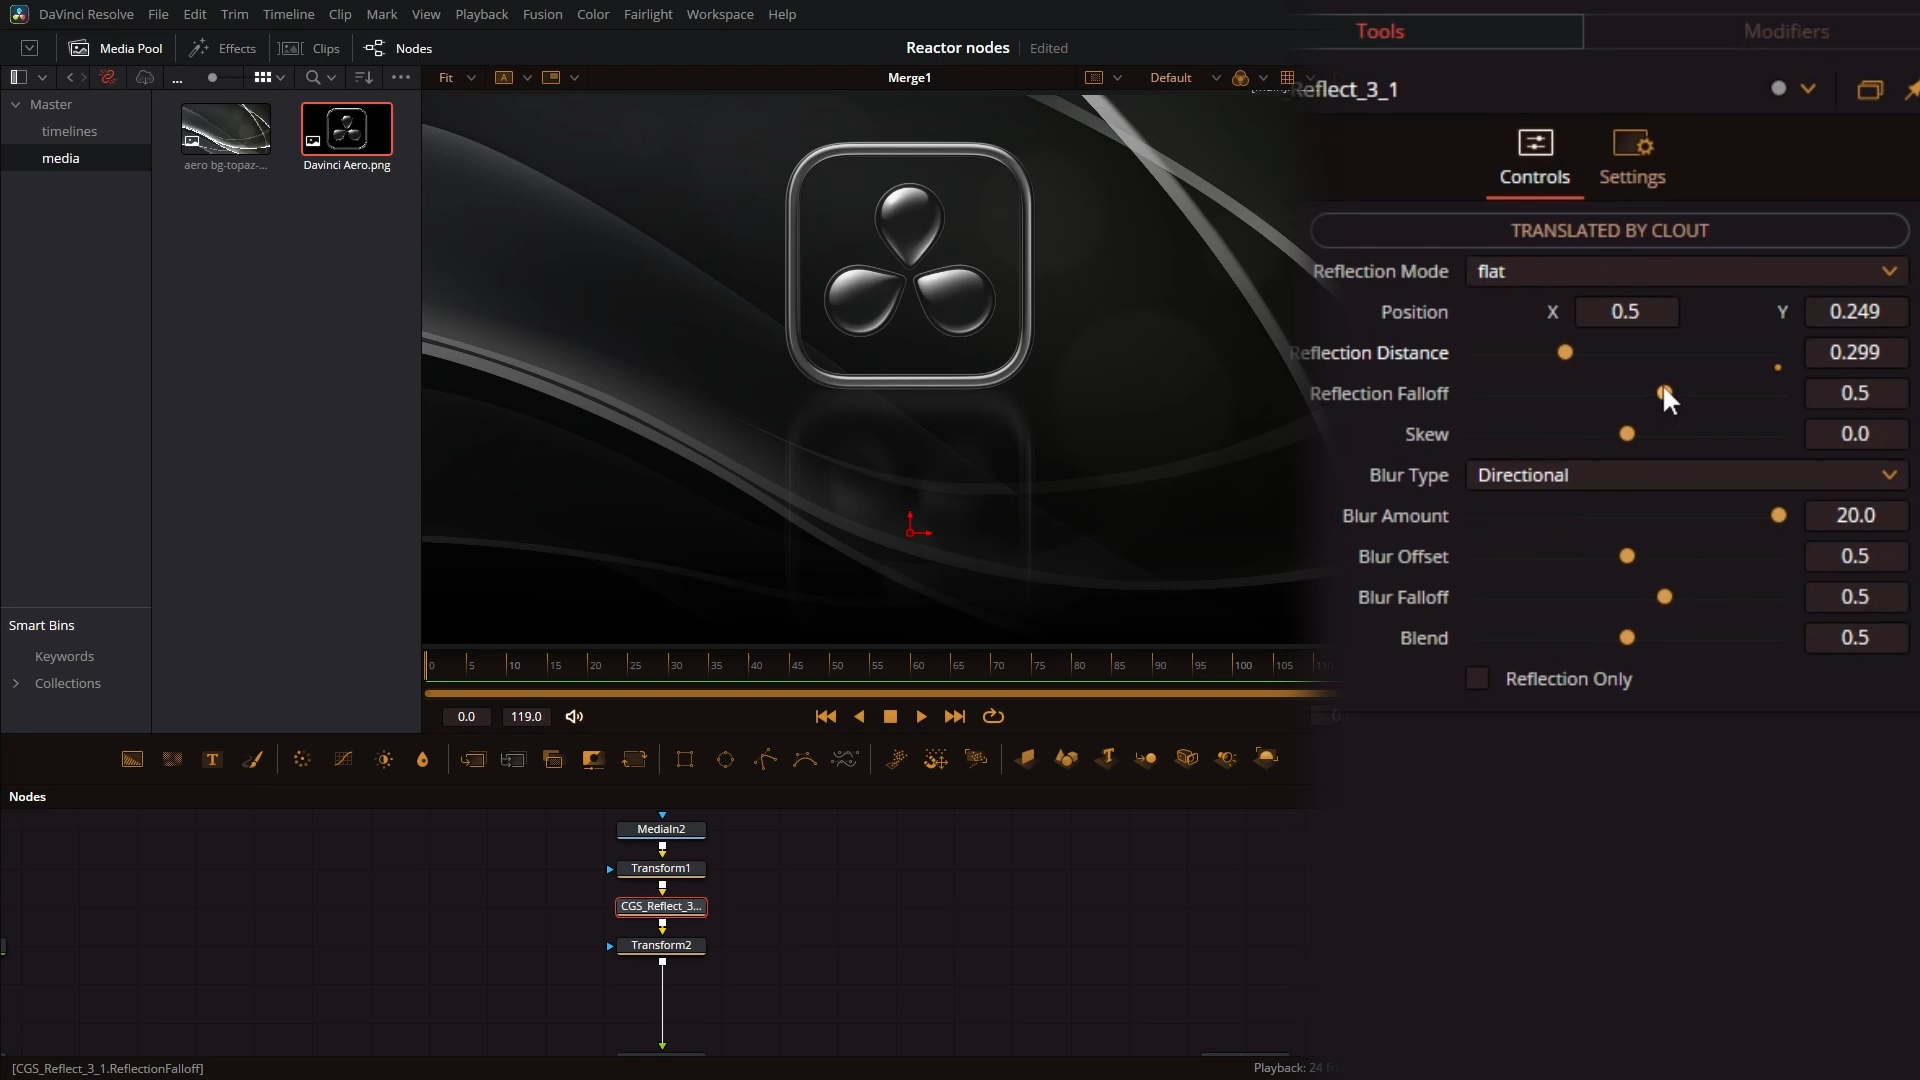 DaVinci Resolve File Edit Trim Timeline Clip Mark View Playback Fusion Color Fairlight Workspace Help
Media Pool Effects Clips Nodes Reactor nodes Edited
... Fit Merge1 Default
Master
timelines
media
aero bg-topaz-...
Davinci Aero.png
Smart Bins
Keywords
Collections
Tools Modifiers
Reflect_3_1
Controls Settings
TRANSLATED BY CLOUT
Reflection Mode flat
Position X 0.5 Y 0.249
Reflection Distance 0.299
Reflection Falloff 0.5
Skew 0.0
Blur Type Directional
Blur Amount 20.0
Blur Offset 0.5
Blur Falloff 0.5
Blend 0.5
Reflection Only
0 5 10 15 20 25 30 35 40 45 50 55 60 65 70 75 80 85 90 95 100 105 110
0.0 119.0
Nodes
MediaIn2
Transform1
CGS_Reflect_3...
Transform2
[CGS_Reflect_3_1.ReflectionFalloff] Playback: 24